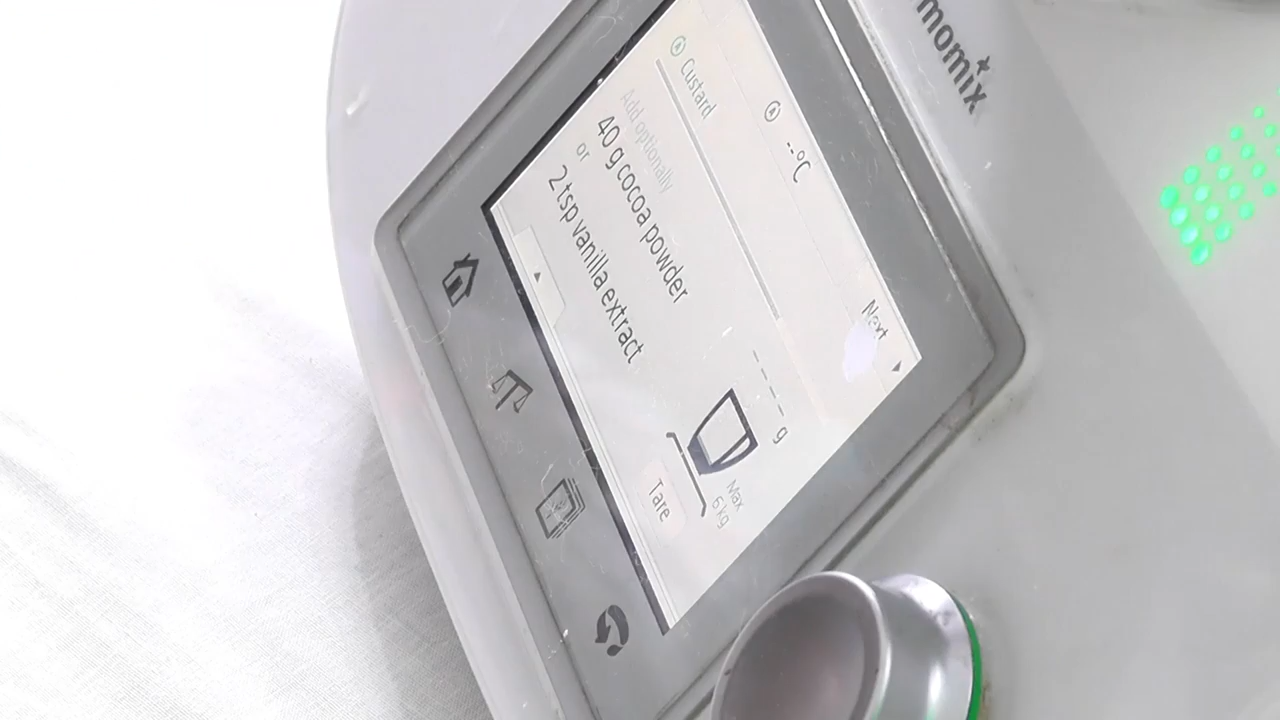 momix
--°C
Next
Custard
Add optionally
40 g cocoa powder
or
2 tsp vanilla extract
---- g
Max
6 kg
Tare